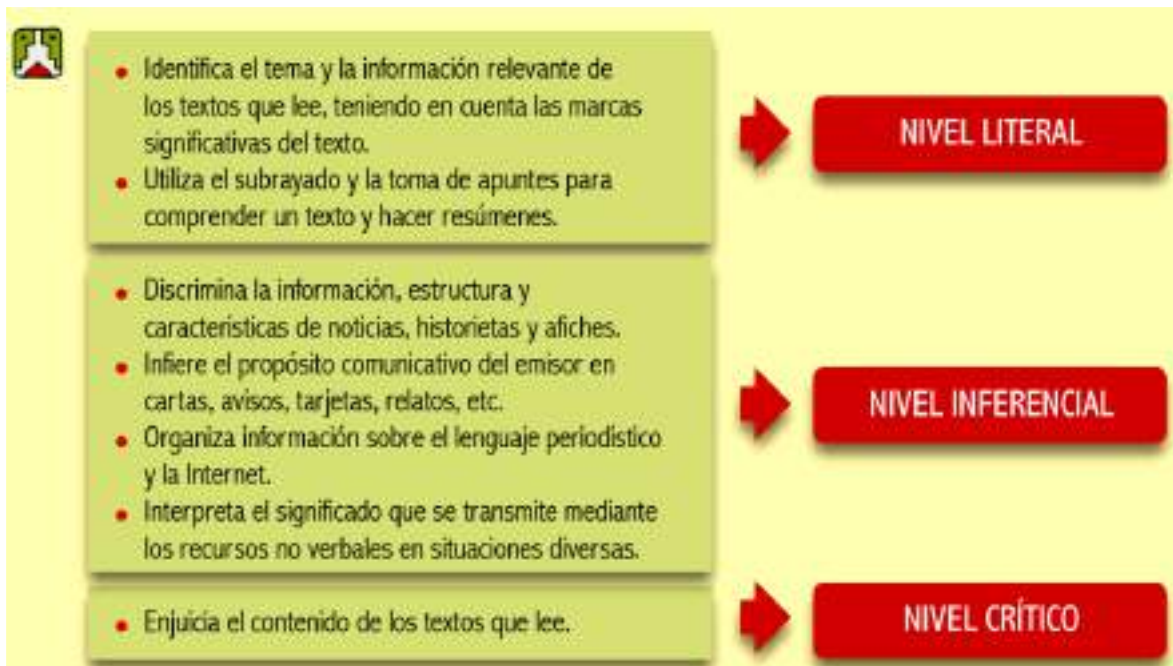 • Identifica el tema y la información relevante de
los textos que lee, teniendo en cuenta las marcas
significativas del texto.
• Utiliza el subrayado y la toma de apuntes para
comprender un texto y hacer resúmenes.
NIVEL LITERAL
• Discrimina la información, estructura y
características de noticias, historietas y afiches.
• Infiere el propósito comunicativo del emisor en
cartas, avisos, tarjetas, relatos, etc.
• Organiza información sobre el lenguaje periodístico
y la Internet.
• Interpreta el significado que se transmite mediante
los recursos no verbales en situaciones diversas.
NIVEL INFERENCIAL
• Enjuicia el contenido de los textos que lee.
NIVEL CRÍTICO